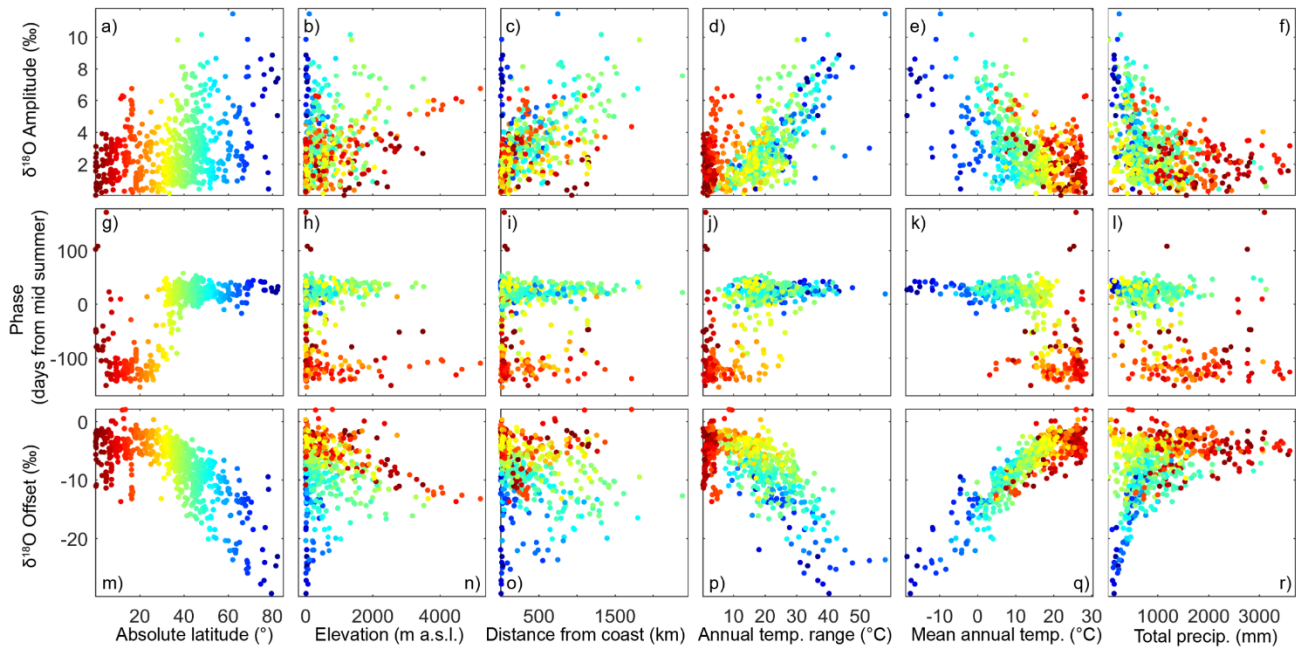 a)
b)
c)
d)
e)
f)
δ¹⁸O Amplitude (‰)
10
8
6
4
2
g)
h)
i)
j)
k)
l)
Phase
(days from mid summer)
100
0
-100
m)
n)
o)
p)
q)
r)
δ¹⁸O Offset (‰)
0
-10
-20
20 40 60 80
0 2000 4000
500 1500
10 20 30 40 50
-10 0 10 20 30
1000 2000 3000
Absolute latitude (°)
Elevation (m a.s.l.)
Distance from coast (km)
Annual temp. range (°C)
Mean annual temp. (°C)
Total precip. (mm)